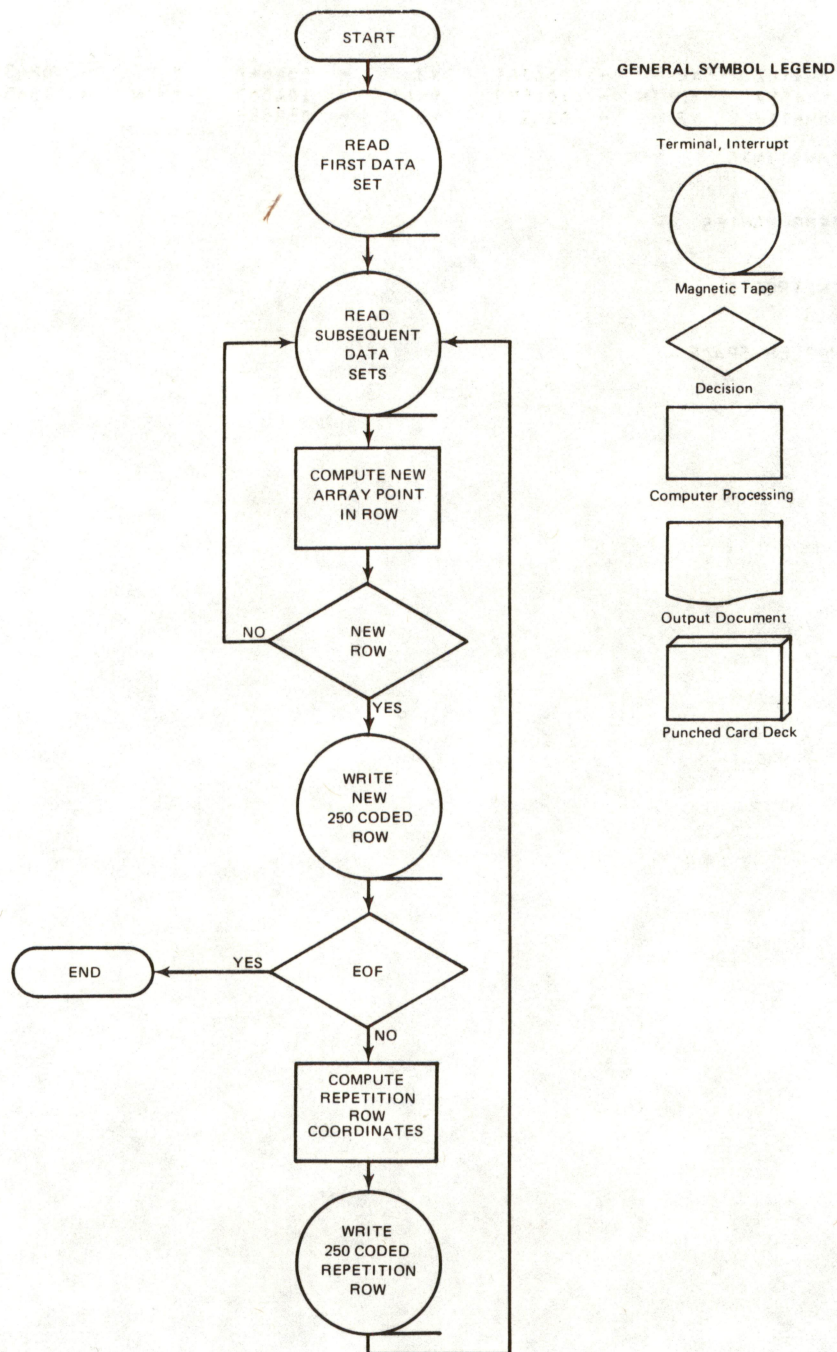 START
READ
FIRST DATA
SET
READ
SUBSEQUENT
DATA
SETS
COMPUTE NEW
ARRAY POINT
IN ROW
NO
NEW
ROW
YES
WRITE
NEW
250 CODED
ROW
END
YES
EOF
NO
COMPUTE
REPETITION
ROW
COORDINATES
WRITE
250 CODED
REPETITION
ROW
GENERAL SYMBOL LEGEND
Terminal, Interrupt
Magnetic Tape
Decision
Computer Processing
Output Document
Punched Card Deck